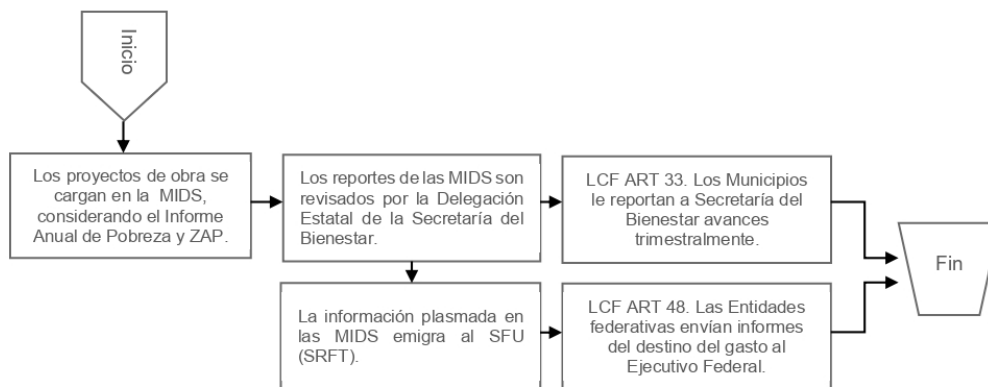 Inicio
Los proyectos de obra se
cargan en la MIDS,
considerando el Informe
Anual de Pobreza y ZAP.
Los reportes de las MIDS son
revisados por la Delegación
Estatal de la Secretaría del
Bienestar.
LCF ART 33. Los Municipios
le reportan a Secretaría del
Bienestar avances
trimestralmente.
Fin
La información plasmada en
las MIDS emigra al SFU
(SRFT).
LCF ART 48. Las Entidades
federativas envían informes
del destino del gasto al
Ejecutivo Federal.